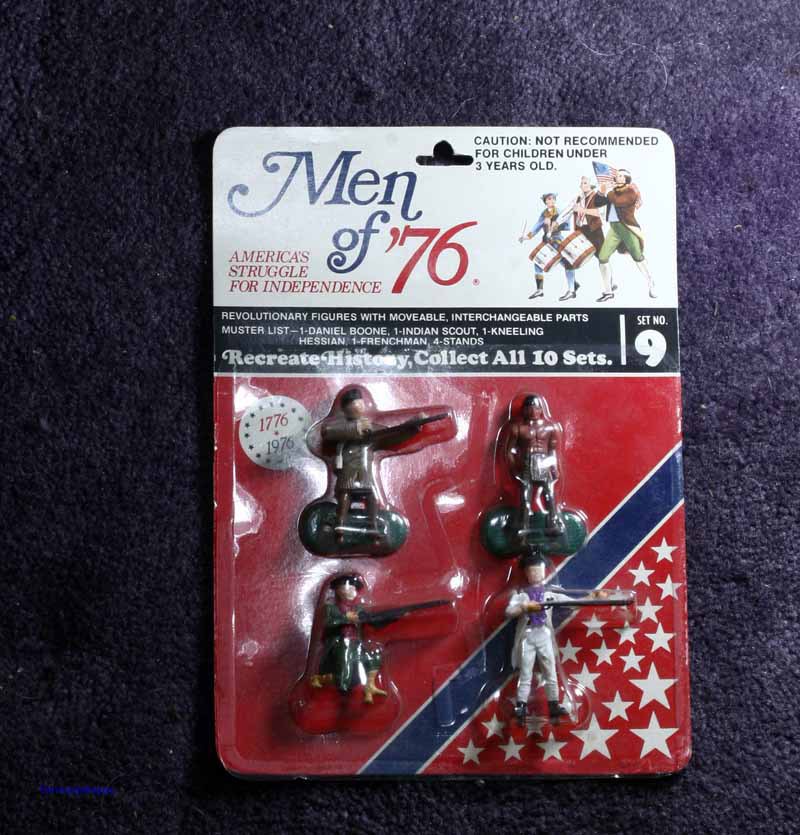 CAUTION: NOT RECOMMENDED
FOR CHILDREN UNDER
3 YEARS OLD.
Men
of '76®
AMERICA'S
STRUGGLE
FOR INDEPENDENCE
REVOLUTIONARY FIGURES WITH MOVEABLE, INTERCHANGEABLE PARTS
MUSTER LIST—1-DANIEL BOONE, 1-INDIAN SCOUT, 1-KNEELING
HESSIAN, 1-FRENCHMAN, 4-STANDS
Recreate History, Collect All 10 Sets.
SET NO.
9
1776
1976